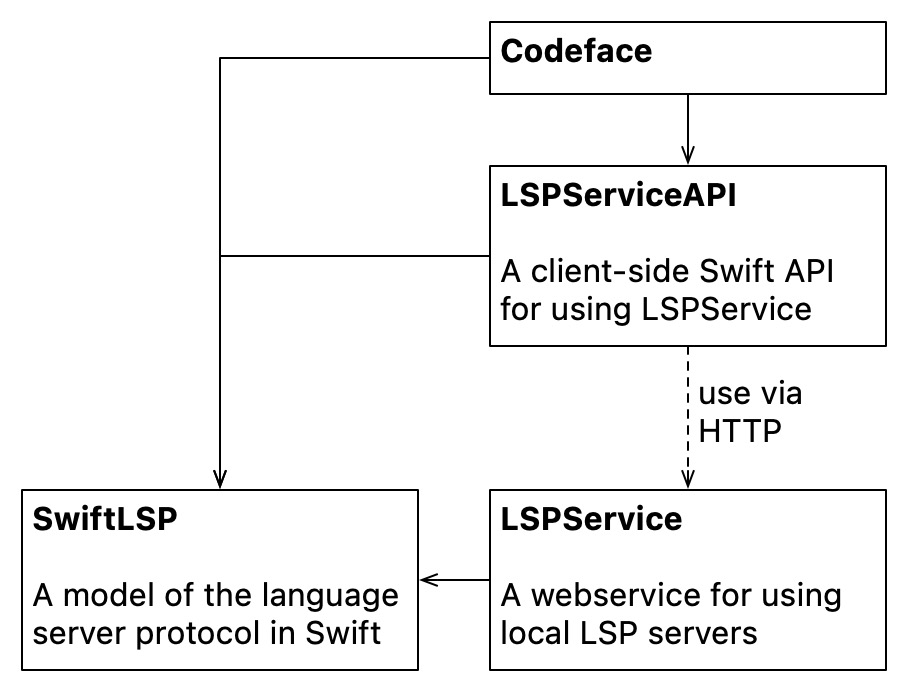 Codeface
LSPServiceAPI
A client-side Swift API
for using LSPService
use via
HTTP
SwiftLSP
A model of the language
server protocol in Swift
LSPService
A webservice for using
local LSP servers